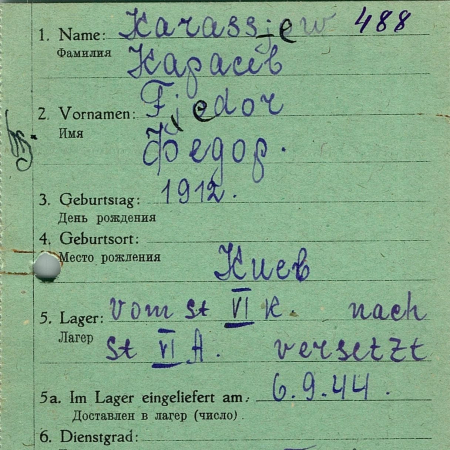 1. Name: Karassjew 488
Фамилия Карасёв
2. Vornamen: Fjedor
Имя Федор.
3. Geburtstag: 1912.
День рождения
4. Geburtsort:
Место рождения Киев
5. Lager: vom St VI K. nach
Лагер St VI A. versetzt
5a. Im Lager eingeliefert am: 6.9.44.
Доставлен в лагер (число)
6. Dienstgrad: